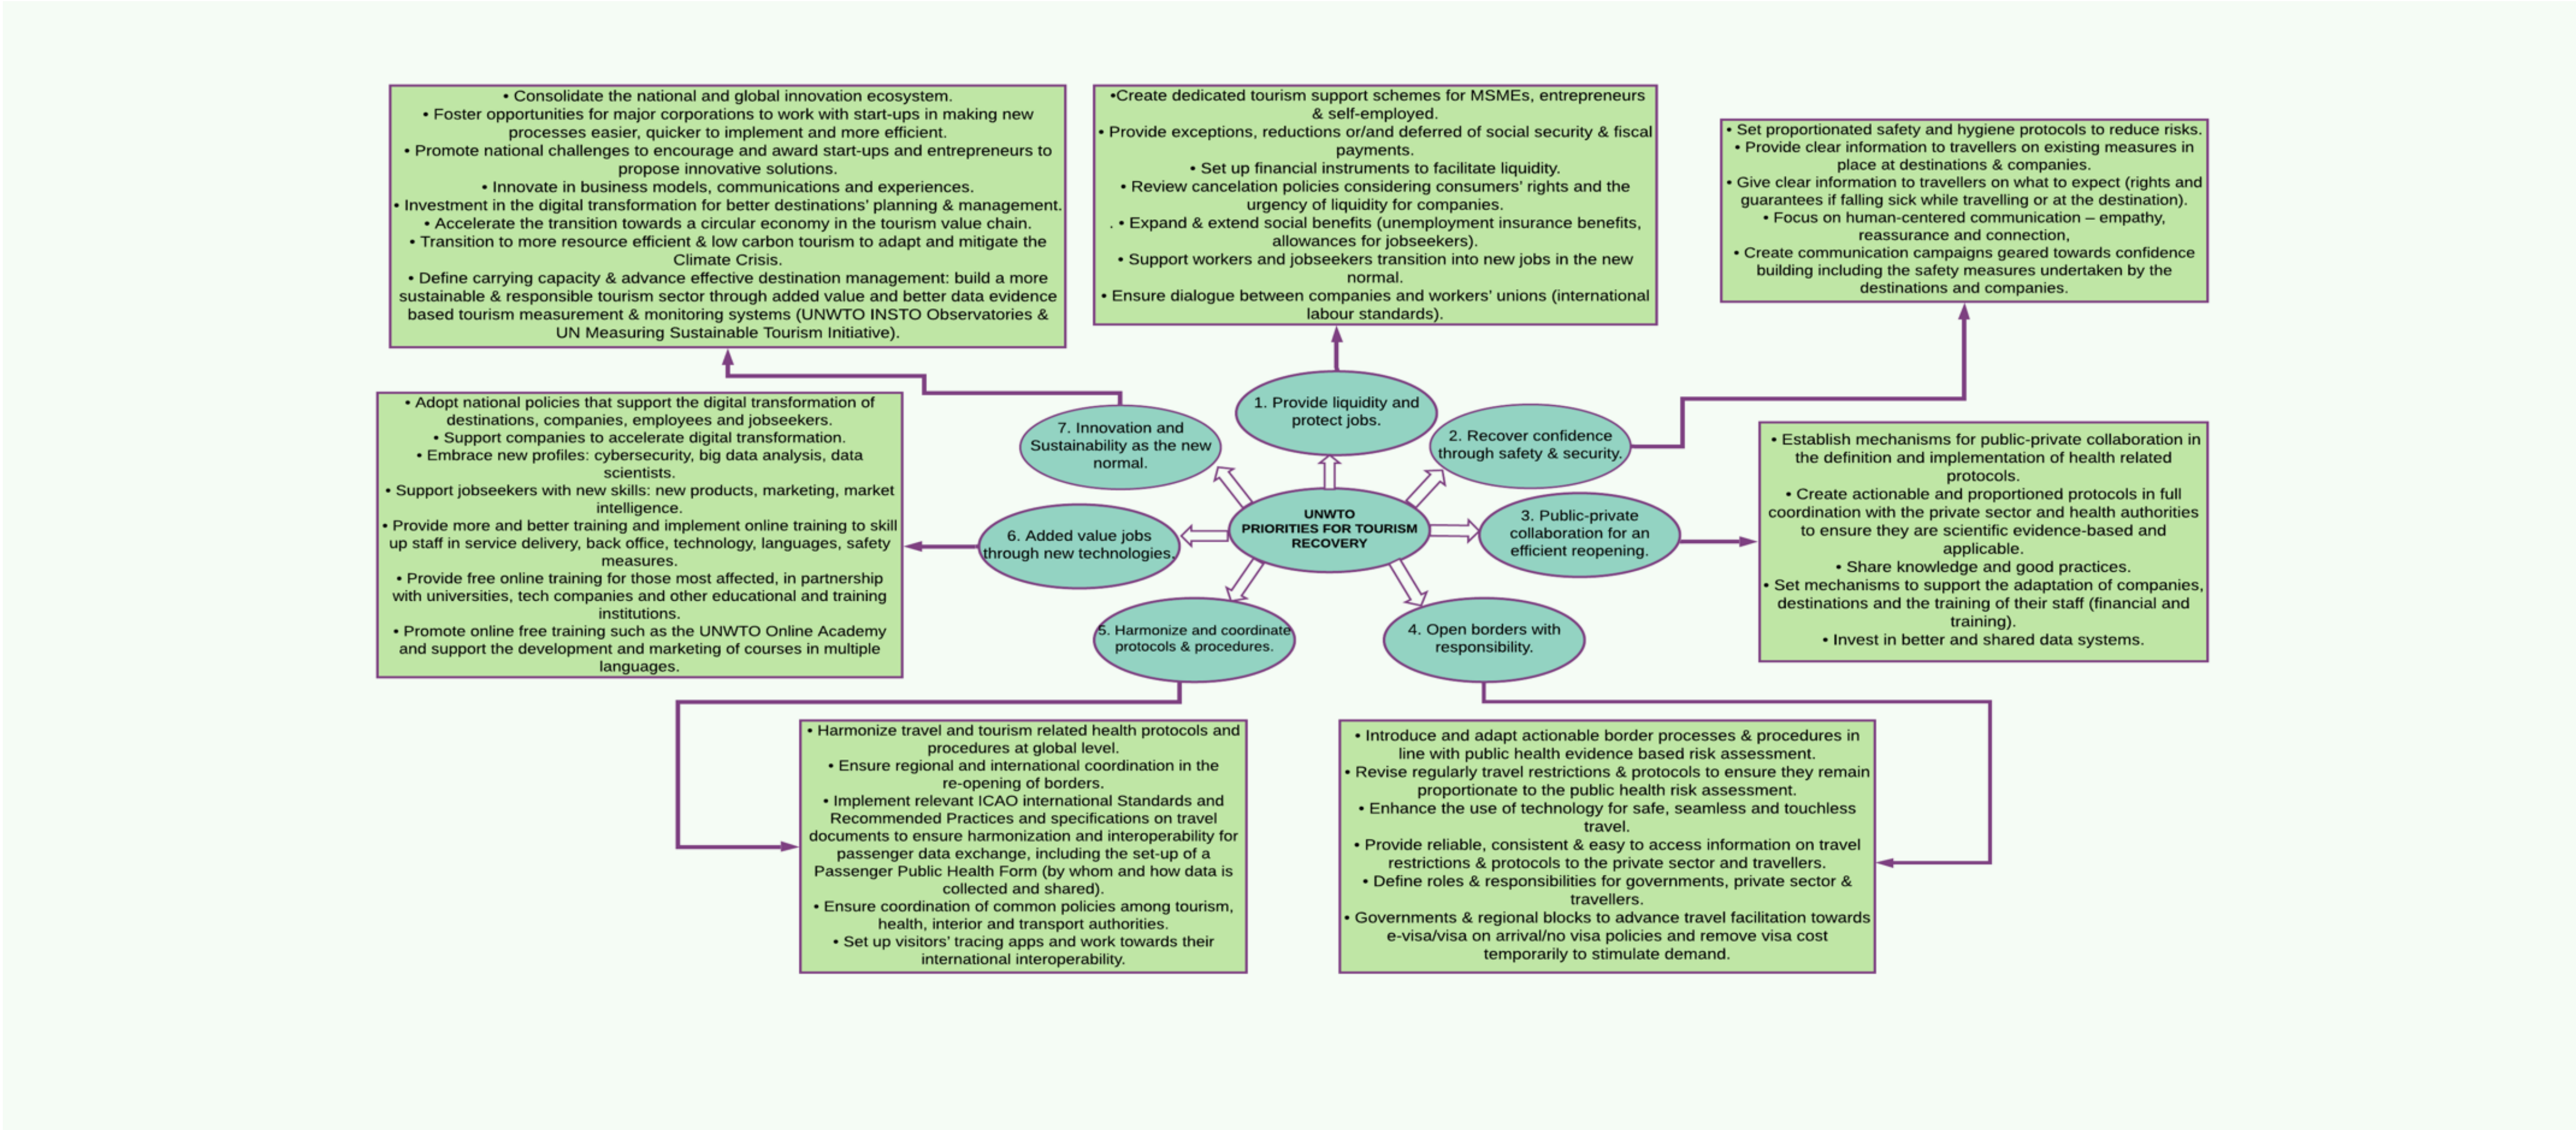 UNWTO
PRIORITIES FOR TOURISM
RECOVERY
1. Provide liquidity and
protect jobs.
•Create dedicated tourism support schemes for MSMEs, entrepreneurs
& self-employed.
• Provide exceptions, reductions or/and deferred of social security & fiscal
payments.
• Set up financial instruments to facilitate liquidity.
• Review cancelation policies considering consumers’ rights and the
urgency of liquidity for companies.
. • Expand & extend social benefits (unemployment insurance benefits,
allowances for jobseekers).
• Support workers and jobseekers transition into new jobs in the new
normal.
• Ensure dialogue between companies and workers’ unions (international
labour standards).
2. Recover confidence
through safety & security.
• Set proportionated safety and hygiene protocols to reduce risks.
• Provide clear information to travellers on existing measures in
place at destinations & companies.
• Give clear information to travellers on what to expect (rights and
guarantees if falling sick while travelling or at the destination).
• Focus on human-centered communication – empathy,
reassurance and connection,
• Create communication campaigns geared towards confidence
building including the safety measures undertaken by the
destinations and companies.
3. Public-private
collaboration for an
efficient reopening.
• Establish mechanisms for public-private collaboration in
the definition and implementation of health related
protocols.
• Create actionable and proportioned protocols in full
coordination with the private sector and health authorities
to ensure they are scientific evidence-based and
applicable.
• Share knowledge and good practices.
• Set mechanisms to support the adaptation of companies,
destinations and the training of their staff (financial and
training).
• Invest in better and shared data systems.
4. Open borders with
responsibility.
• Introduce and adapt actionable border processes & procedures in
line with public health evidence based risk assessment.
• Revise regularly travel restrictions & protocols to ensure they remain
proportionate to the public health risk assessment.
• Enhance the use of technology for safe, seamless and touchless
travel.
• Provide reliable, consistent & easy to access information on travel
restrictions & protocols to the private sector and travellers.
• Define roles & responsibilities for governments, private sector &
travellers.
• Governments & regional blocks to advance travel facilitation towards
e-visa/visa on arrival/no visa policies and remove visa cost
temporarily to stimulate demand.
5. Harmonize and coordinate
protocols & procedures.
• Harmonize travel and tourism related health protocols and
procedures at global level.
• Ensure regional and international coordination in the
re-opening of borders.
• Implement relevant ICAO international Standards and
Recommended Practices and specifications on travel
documents to ensure harmonization and interoperability for
passenger data exchange, including the set-up of a
Passenger Public Health Form (by whom and how data is
collected and shared).
• Ensure coordination of common policies among tourism,
health, interior and transport authorities.
• Set up visitors’ tracing apps and work towards their
international interoperability.
6. Added value jobs
through new technologies.
• Adopt national policies that support the digital transformation of
destinations, companies, employees and jobseekers.
• Support companies to accelerate digital transformation.
• Embrace new profiles: cybersecurity, big data analysis, data
scientists.
• Support jobseekers with new skills: new products, marketing, market
intelligence.
• Provide more and better training and implement online training to skill
up staff in service delivery, back office, technology, languages, safety
measures.
• Provide free online training for those most affected, in partnership
with universities, tech companies and other educational and training
institutions.
• Promote online free training such as the UNWTO Online Academy
and support the development and marketing of courses in multiple
languages.
7. Innovation and
Sustainability as the new
normal.
• Consolidate the national and global innovation ecosystem.
• Foster opportunities for major corporations to work with start-ups in making new
processes easier, quicker to implement and more efficient.
• Promote national challenges to encourage and award start-ups and entrepreneurs to
propose innovative solutions.
• Innovate in business models, communications and experiences.
• Investment in the digital transformation for better destinations’ planning & management.
• Accelerate the transition towards a circular economy in the tourism value chain.
• Transition to more resource efficient & low carbon tourism to adapt and mitigate the
Climate Crisis.
• Define carrying capacity & advance effective destination management: build a more
sustainable & responsible tourism sector through added value and better data evidence
based tourism measurement & monitoring systems (UNWTO INSTO Observatories &
UN Measuring Sustainable Tourism Initiative).